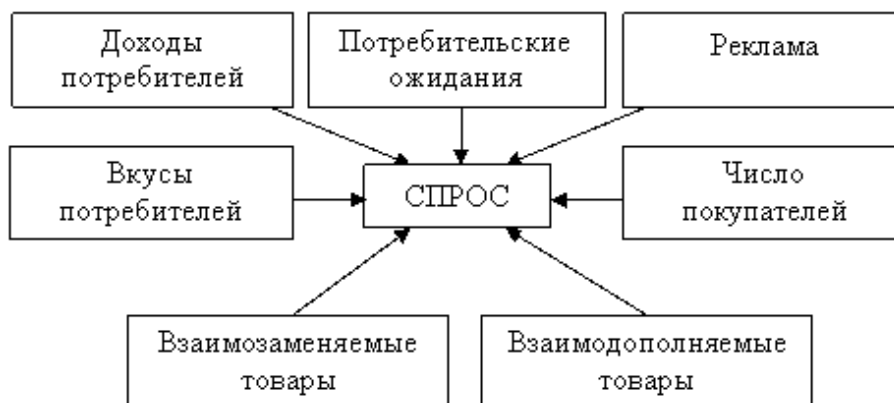 Доходы
потребителей
Потребительские
ожидания
Реклама
Вкусы
потребителей
СПРОС
Число
покупателей
Взаимозаменяемые
товары
Взаимодополняемые
товары